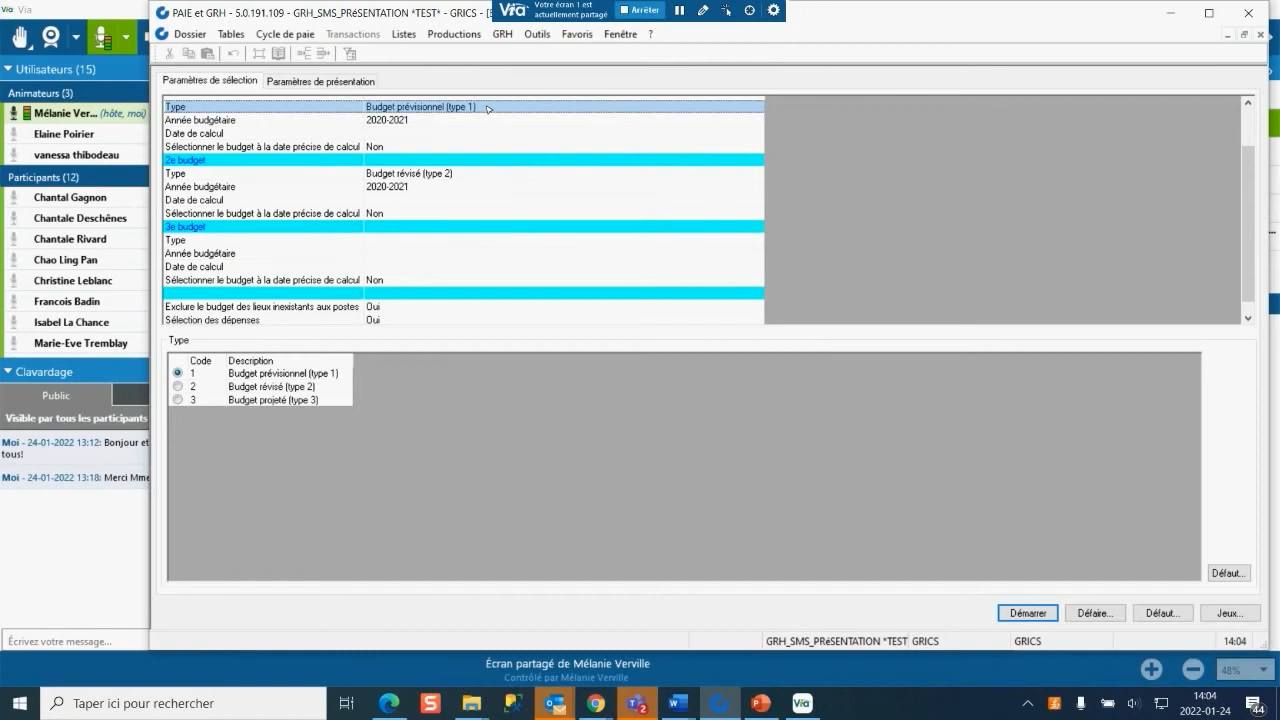 Via
PAIE et GRH - 5.0.191.109 - GRH_SMS_PRéSENTATION *TEST* - GRICS -
Via
Votre écran 1 est
actuellement partagé
Arrêter
Dossier Tables Cycle de paie Transactions Listes Productions GRH Outils Favoris Fenêtre ?
Utilisateurs (15)
Animateurs (3)
Mélanie Ver... (hôte, moi)
Elaine Poirier
vanessa thibodeau
Participants (12)
Chantal Gagnon
Chantale Deschênes
Chantale Rivard
Chao Ling Pan
Christine Leblanc
Francois Badin
Isabel La Chance
Marie-Eve Tremblay
Clavardage
Public
Visible par tous les participants
Moi - 24-01-2022 13:12: Bonjour et
tous!
Moi - 24-01-2022 13:18: Merci Mme
Écrivez votre message...
Paramètres de sélection Paramètres de présentation
Type Budget prévisionnel (type 1)
Année budgétaire 2020-2021
Date de calcul
Sélectionner le budget à la date précise de calcul Non
2e budget
Type Budget révisé (type 2)
Année budgétaire 2020-2021
Date de calcul
Sélectionner le budget à la date précise de calcul Non
3e budget
Type
Année budgétaire
Date de calcul
Sélectionner le budget à la date précise de calcul Non
Exclure le budget des lieux inexistants aux postes Oui
Sélection des dépenses Oui
Type
Code Description
1 Budget prévisionnel (type 1)
2 Budget révisé (type 2)
3 Budget projeté (type 3)
Défaut...
Démarrer Défaire... Défaut... Jeux...
GRH_SMS_PRéSENTATION *TEST GRICS GRICS 14:04
Écran partagé de Mélanie Verville
Contrôlé par Mélanie Verville
48%
Taper ici pour rechercher
14:04
2022-01-24